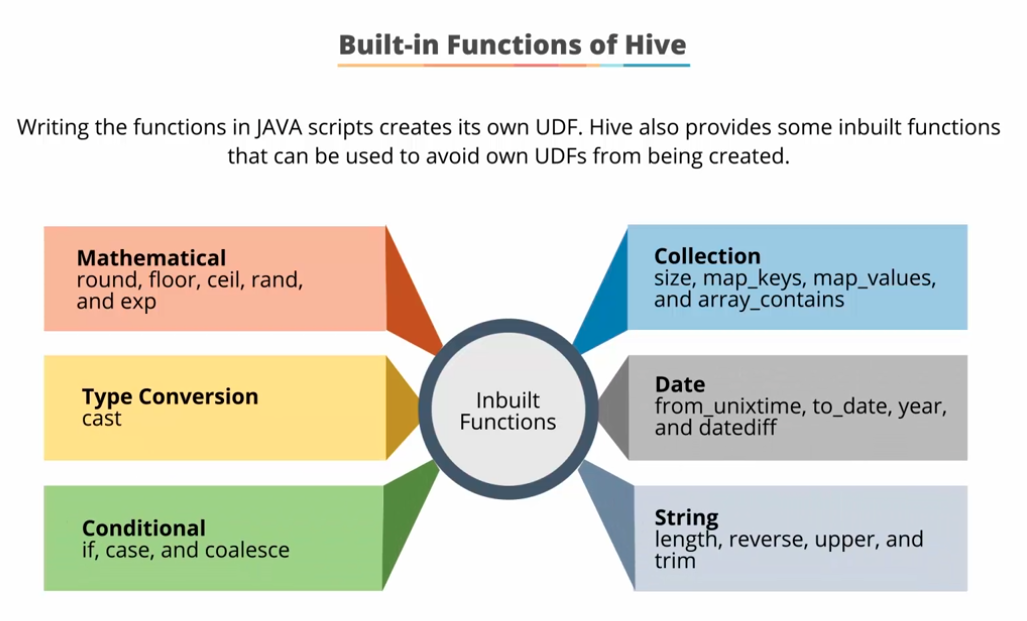 Built-in Functions of Hive
Writing the functions in JAVA scripts creates its own UDF. Hive also provides some inbuilt functions
that can be used to avoid own UDFs from being created.
Mathematical
round, floor, ceil, rand,
and exp
Type Conversion
cast
Conditional
if, case, and coalesce
Inbuilt
Functions
Collection
size, map_keys, map_values,
and array_contains
Date
from_unixtime, to_date, year,
and datediff
String
length, reverse, upper, and
trim